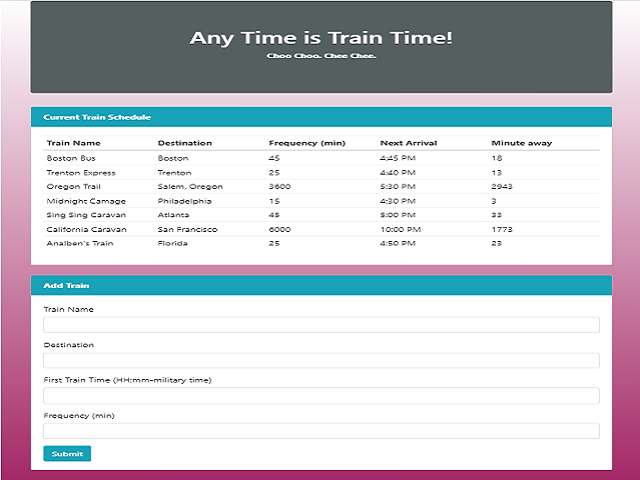 Any Time is Train Time!
Choo Choo. Chee Chee.
Current Train Schedule
Train Name Destination Frequency (min) Next Arrival Minute away
Boston Bus Boston 45 4:45 PM 18
Trenton Express Trenton 25 4:40 PM 13
Oregon Trail Salem, Oregon 3600 5:30 PM 2943
Midnight Carnage Philadelphia 15 4:30 PM 3
Sing Sing Caravan Atlanta 45 5:00 PM 33
California Caravan San Francisco 6000 10:00 PM 1773
Analben's Train Florida 25 4:50 PM 23
Add Train
Train Name
Destination
First Train Time (HH:mm-military time)
Frequency (min)
Submit